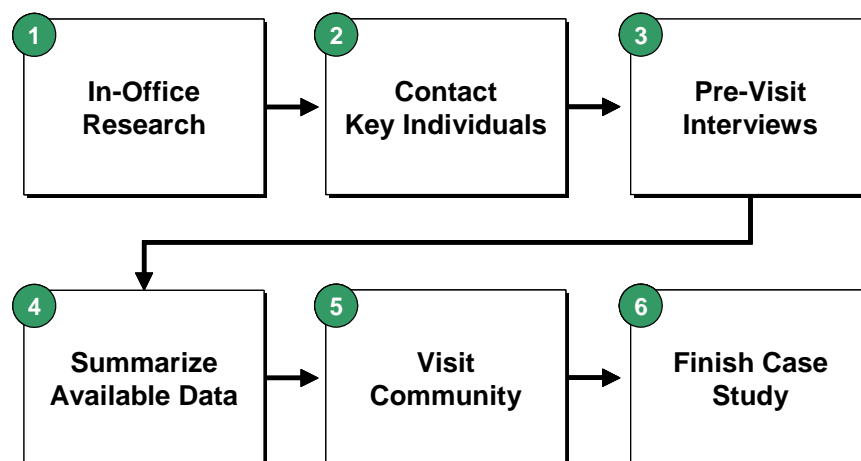 1
In-Office
Research
2
Contact
Key Individuals
3
Pre-Visit
Interviews
4
Summarize
Available Data
5
Visit
Community
6
Finish Case
Study